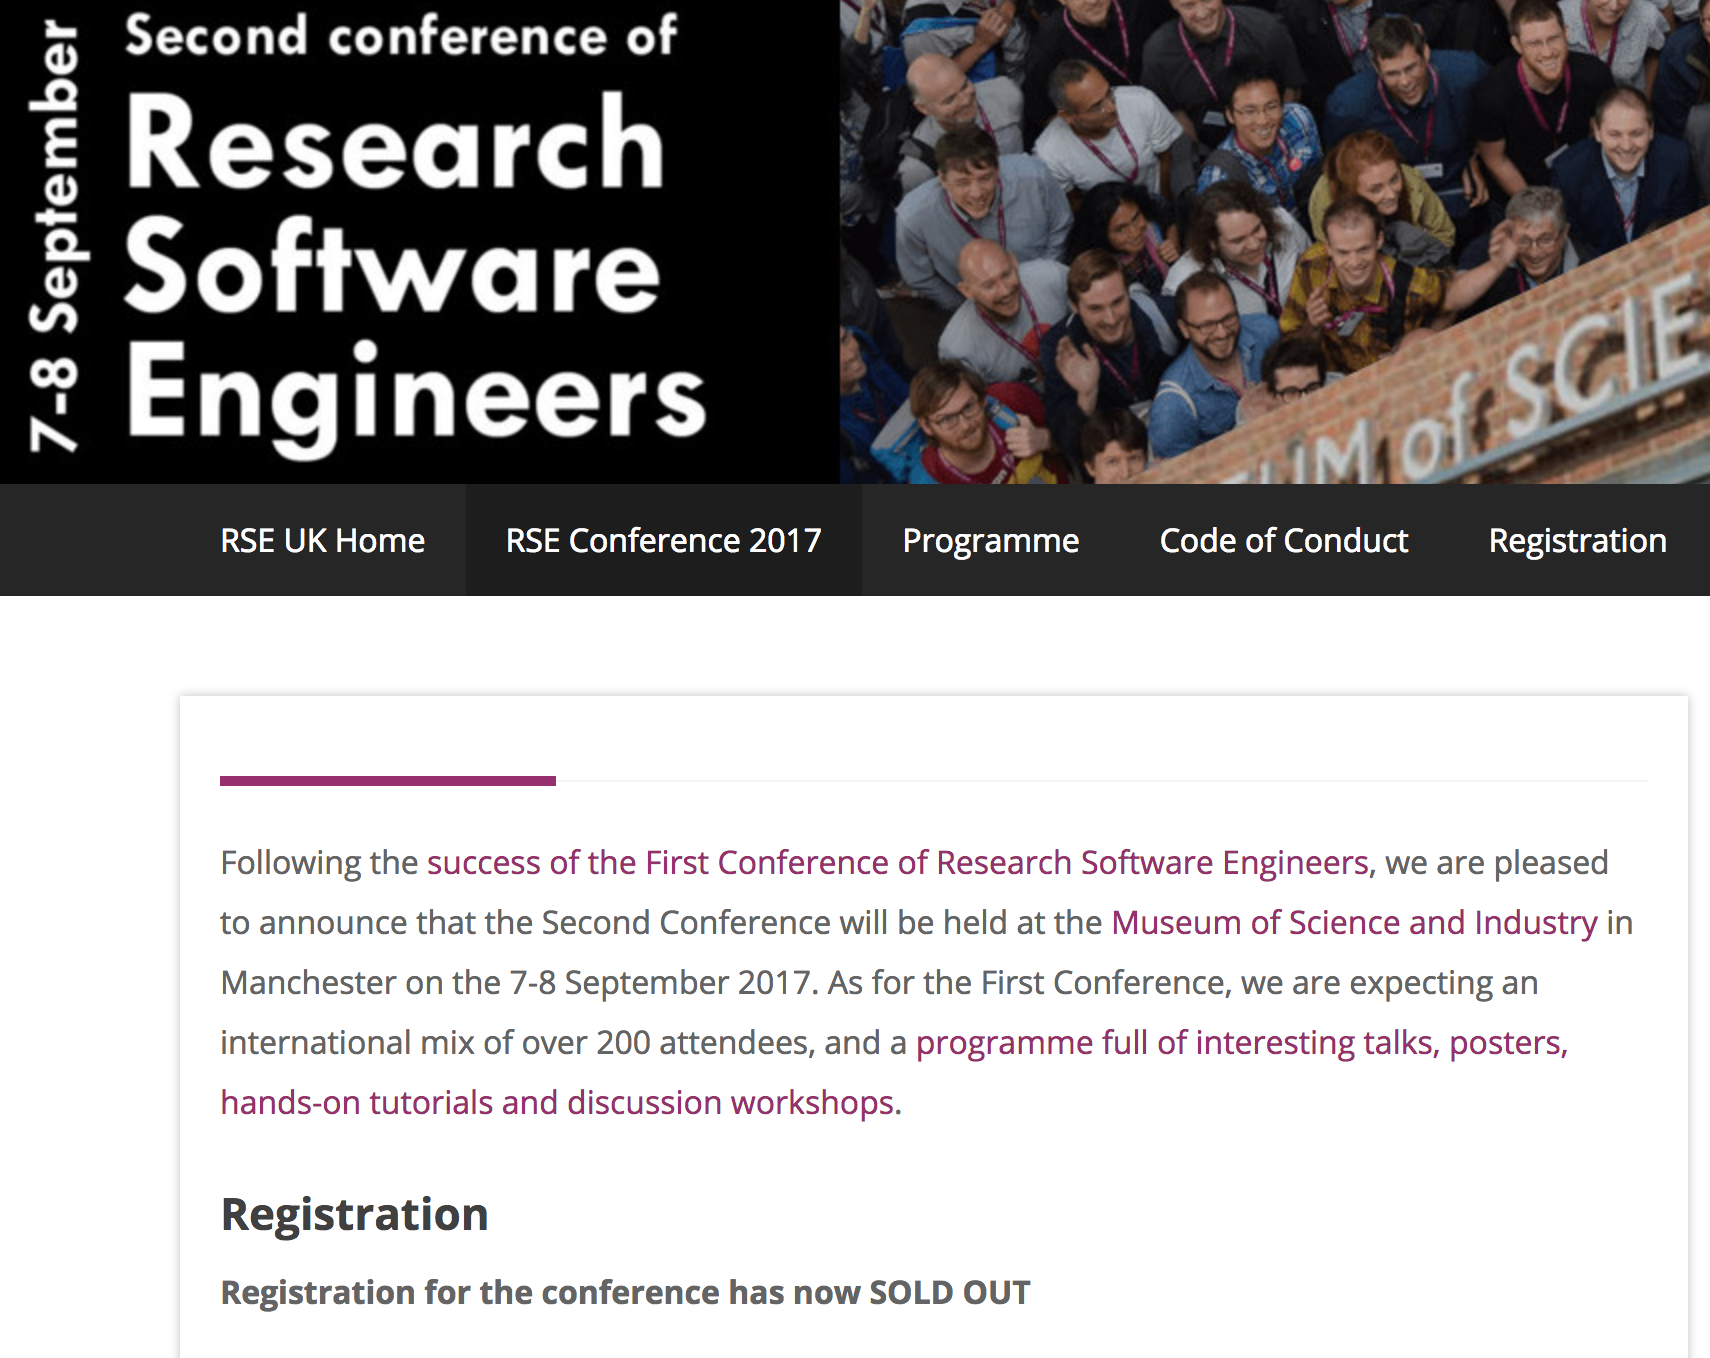 7-8 September
Second conference of
Research
Software
Engineers
UM of SCIE
RSE UK Home
RSE Conference 2017
Programme
Code of Conduct
Registration
Following the success of the First Conference of Research Software Engineers, we are pleased
to announce that the Second Conference will be held at the Museum of Science and Industry in
Manchester on the 7-8 September 2017. As for the First Conference, we are expecting an
international mix of over 200 attendees, and a programme full of interesting talks, posters,
hands-on tutorials and discussion workshops.
Registration
Registration for the conference has now SOLD OUT